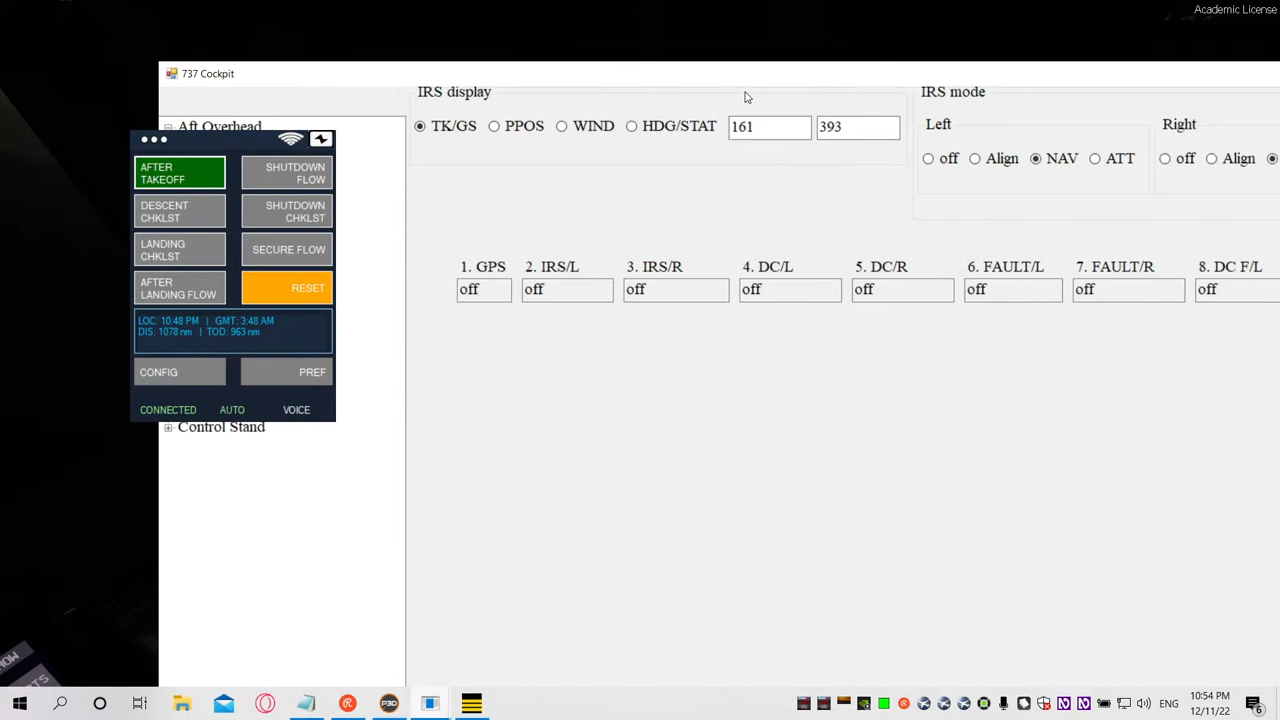 Academic License
737 Cockpit
IRS display
IRS mode
TK/GS PPOS WIND HDG/STAT 161 393
Left
off Align NAV ATT
Right
off Align
Aft Overhead
AFTER TAKEOFF
SHUTDOWN FLOW
DESCENT CHKLST
SHUTDOWN CHKLST
LANDING CHKLST
SECURE FLOW
AFTER LANDING FLOW
RESET
LOC: 10:48 PM | GMT: 3:48 AM
DIS: 1078 nm | TOD: 963 nm
CONFIG
PREF
CONNECTED AUTO VOICE
Control Stand
1. GPS 2. IRS/L 3. IRS/R 4. DC/L 5. DC/R 6. FAULT/L 7. FAULT/R 8. DC F/L
off off off off off off off off
P3D
ENG
10:54 PM
12/11/22
6